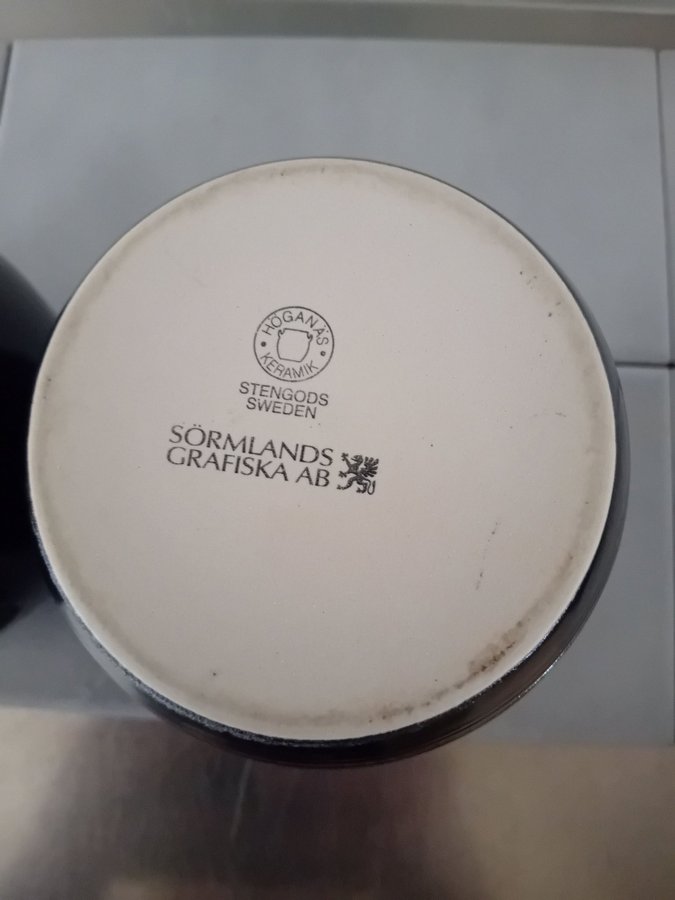 HÖGANÄS
KERAMIK
STENGODS
SWEDEN
SÖRMLANDS
GRAFISKA AB